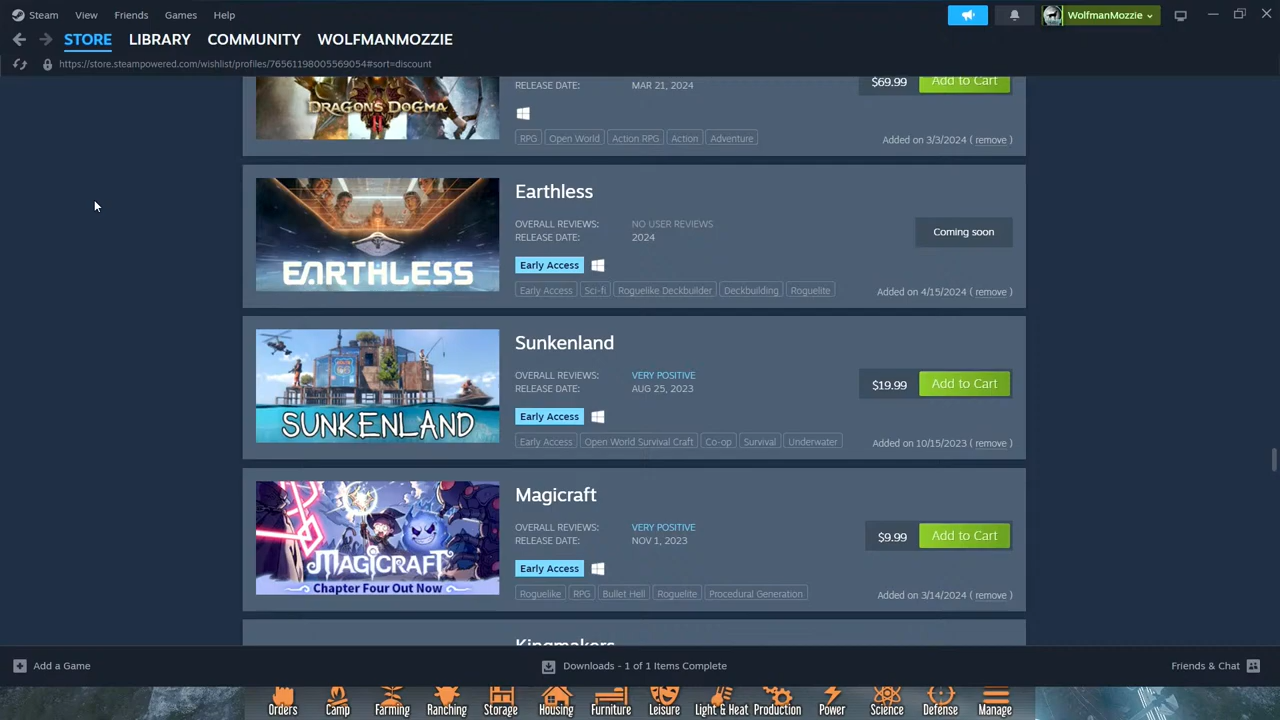 Steam View Friends Games Help WolfmanMozzie
STORE LIBRARY COMMUNITY WOLFMANMOZZIE
https://store.steampowered.com/wishlist/profiles/76561198005569054#sort=discount
DRAGON'S DOGMA
II
RELEASE DATE: MAR 21, 2024
$69.99 Add to Cart
RPG Open World Action RPG Action Adventure
Added on 3/3/2024 ( remove )
EARTHLESS
Earthless
OVERALL REVIEWS: NO USER REVIEWS
RELEASE DATE: 2024
Coming soon
Early Access
Early Access Sci-fi Roguelike Deckbuilder Deckbuilding Roguelite
Added on 4/15/2024 ( remove )
SUNKENLAND
Sunkenland
OVERALL REVIEWS: VERY POSITIVE
RELEASE DATE: AUG 25, 2023
$19.99 Add to Cart
Early Access
Early Access Open World Survival Craft Co-op Survival Underwater
Added on 10/15/2023 ( remove )
MAGICRAFT
Chapter Four Out Now
Magicraft
OVERALL REVIEWS: VERY POSITIVE
RELEASE DATE: NOV 1, 2023
$9.99 Add to Cart
Early Access
Roguelike RPG Bullet Hell Roguelite Procedural Generation
Added on 3/14/2024 ( remove )
Kingmakers
Add a Game Downloads - 1 of 1 Items Complete Friends & Chat
Orders Camp Farming Ranching Storage Housing Furniture Leisure Light & Heat Production Power Science Defense Manage